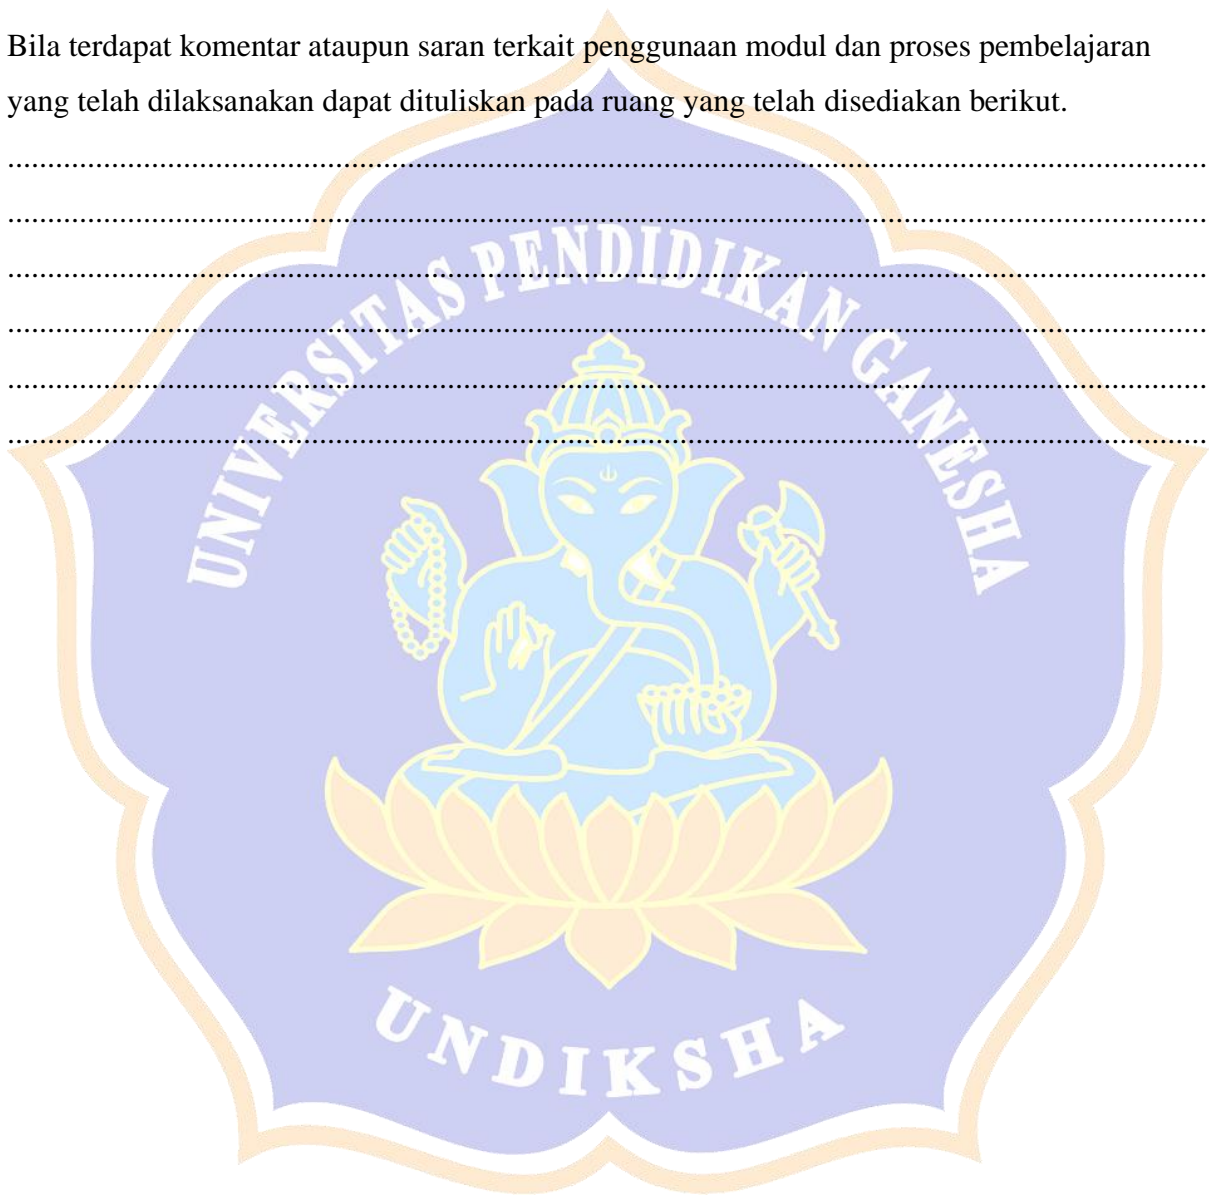 Bila terdapat komentar ataupun saran terkait penggunaan modul dan proses pembelajaran
yang telah dilaksanakan dapat dituliskan pada ruang yang telah disediakan berikut.
......................................................................................................................................................
......................................................................................................................................................
......................................................................................................................................................
......................................................................................................................................................
......................................................................................................................................................
......................................................................................................................................................
UNIVERSITAS PENDIDIKAN GANESHA
UNDIKSHA